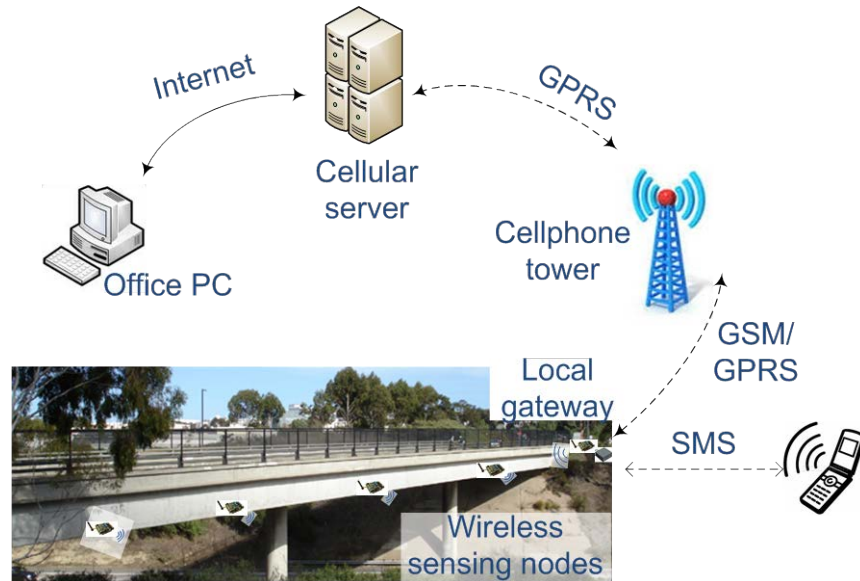 Internet
GPRS
Cellular
server
Cellphone
tower
Office PC
GSM/
GPRS
Local
gateway
SMS
Wireless
sensing nodes